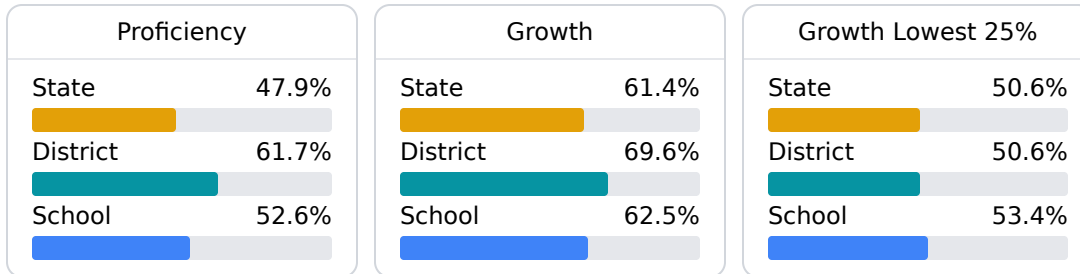 Proficiency
State 47.9%
District 61.7%
School 52.6%
Growth
State 61.4%
District 69.6%
School 62.5%
Growth Lowest 25%
State 50.6%
District 50.6%
School 53.4%